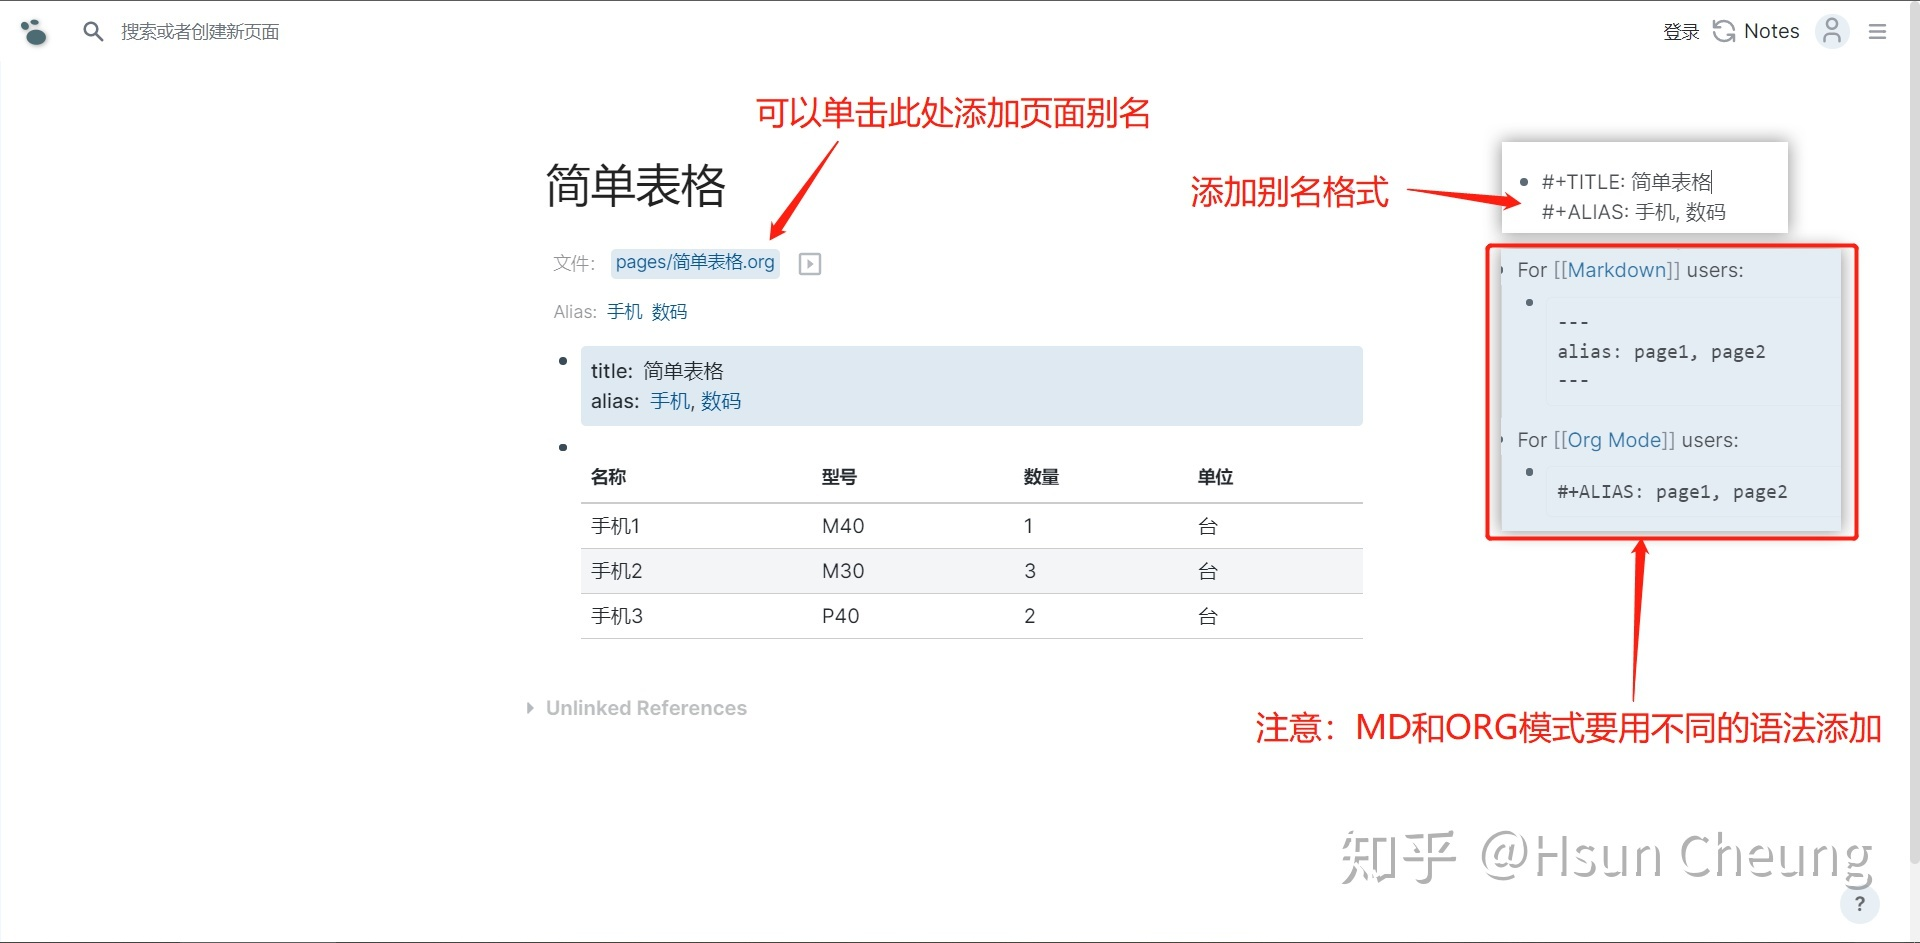 搜索或者创建新页面
登录 Notes
可以单击此处添加页面别名
简单表格
添加别名格式
#+TITLE: 简单表格
#+ALIAS: 手机, 数码
文件: pages/简单表格.org
Alias: 手机 数码
title: 简单表格
alias: 手机, 数码
名称 型号 数量 单位
手机1 M40 1 台
手机2 M30 3 台
手机3 P40 2 台
Unlinked References
For [[Markdown]] users:
---
alias: page1, page2
---
For [[Org Mode]] users:
#+ALIAS: page1, page2
注意：MD和ORG模式要用不同的语法添加
知乎 @Hsun Cheung
?